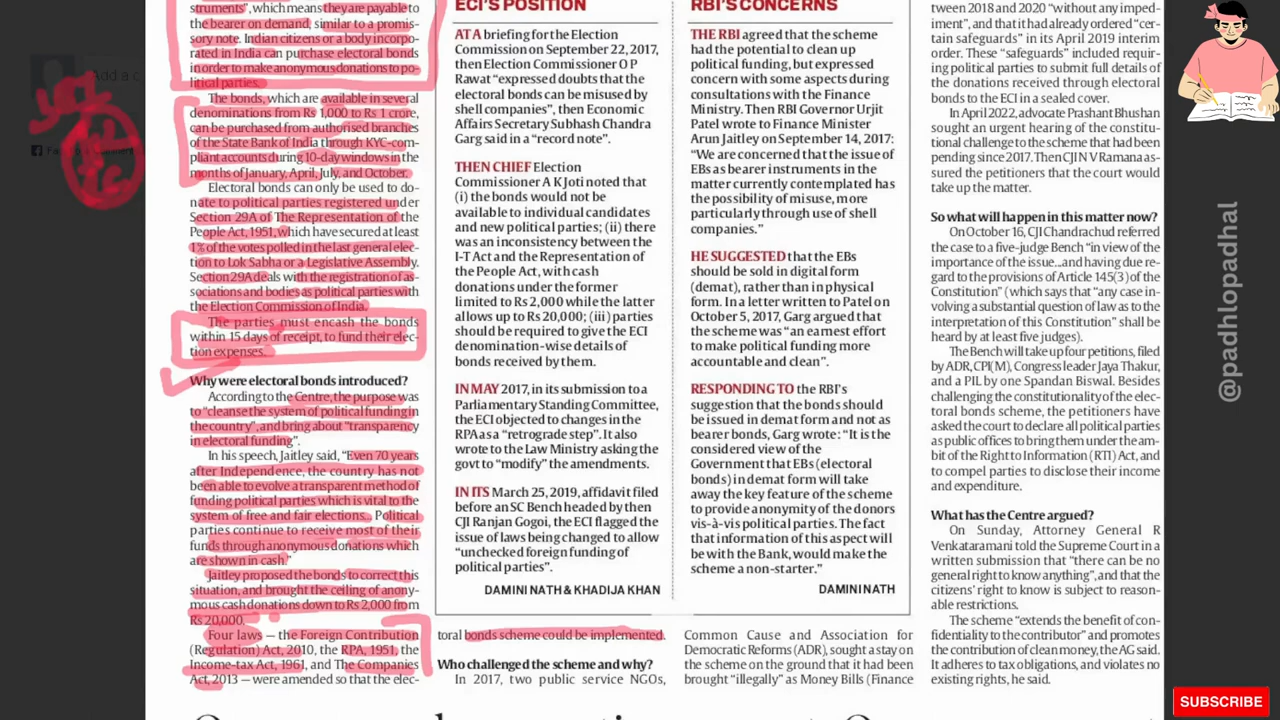 struments", which means they are payable to
the bearer on demand, similar to a promis-
sory note. Indian citizens or a body incorpo-
rated in India can purchase electoral bonds
in order to make anonymous donations to po-
litical parties.
The bonds, which are available in several
denominations from Rs 1,000 to Rs 1 crore,
can be purchased from authorised branches
of the State Bank of India through KYC-com-
pliant accounts during 10-day windows in the
months of January, April, July, and October.
Electoral bonds can only be used to do-
nate to political parties registered under
Section 29A of The Representation of the
People Act, 1951, which have secured at least
1% of the votes polled in the last general elec-
tion to Lok Sabha or a Legislative Assembly.
Section 29A deals with the registration of as-
sociations and bodies as political parties with
the Election Commission of India.
The parties must encash the bonds
within 15 days of receipt, to fund their elec-
tion expenses.
Why were electoral bonds introduced?
According to the Centre, the purpose was
to "cleanse the system of political funding in
the country", and bring about "transparency
in electoral funding".
In his speech, Jaitley said, "Even 70 years
after Independence, the country has not
been able to evolve a transparent method of
funding political parties which is vital to the
system of free and fair elections. Political
parties continue to receive most of their
funds through anonymous donations which
are shown in cash."
Jaitley proposed the bonds to correct this
situation, and brought the ceiling of anony-
mous cash donations down to Rs 2,000 from
Rs 20,000.
Four laws — the Foreign Contribution
(Regulation) Act, 2010, the RPA, 1951, the
Income-tax Act, 1961, and The Companies
Act, 2013 — were amended so that the elec-
ECI'S POSITION
AT A briefing for the Election
Commission on September 22, 2017,
then Election Commissioner O P
Rawat "expressed doubts that the
electoral bonds can be misused by
shell companies", then Economic
Affairs Secretary Subhash Chandra
Garg said in a "record note".
THEN CHIEF Election
Commissioner A K Joti noted that
(i) the bonds would not be
available to individual candidates
and new political parties; (ii) there
was an inconsistency between the
I-T Act and the Representation of
the People Act, with cash
donations under the former
limited to Rs 2,000 while the latter
allows up to Rs 20,000; (iii) parties
should be required to give the ECI
denomination-wise details of
bonds received by them.
IN MAY 2017, in its submission to a
Parliamentary Standing Committee,
the ECI objected to changes in the
RPA as a "retrograde step". It also
wrote to the Law Ministry asking the
govt to "modify" the amendments.
IN ITS March 25, 2019, affidavit filed
before an SC Bench headed by then
CJI Ranjan Gogoi, the ECI flagged the
issue of laws being changed to allow
"unchecked foreign funding of
political parties".
DAMINI NATH & KHADIJA KHAN
RBI'S CONCERNS
THE RBI agreed that the scheme
had the potential to clean up
political funding, but expressed
concern with some aspects during
consultations with the Finance
Ministry. Then RBI Governor Urjit
Patel wrote to Finance Minister
Arun Jaitley on September 14, 2017:
"We are concerned that the issue of
EBs as bearer instruments in the
matter currently contemplated has
the possibility of misuse, more
particularly through use of shell
companies."
HE SUGGESTED that the EBs
should be sold in digital form
(demat), rather than in physical
form. In a letter written to Patel on
October 5, 2017, Garg argued that
the scheme was "an earnest effort
to make political funding more
accountable and clean".
RESPONDING TO the RBI's
suggestion that the bonds should
be issued in demat form and not as
bearer bonds, Garg wrote: "It is the
considered view of the
Government that EBs (electoral
bonds) in demat form will take
away the key feature of the scheme
to provide anonymity of the donors
vis-à-vis political parties. The fact
that information of this aspect will
be with the Bank, would make the
scheme a non-starter."
DAMINI NATH
toral bonds scheme could be implemented.
Who challenged the scheme and why?
In 2017, two public service NGOs,
Common Cause and Association for
Democratic Reforms (ADR), sought a stay on
the scheme on the ground that it had been
brought "illegally" as Money Bills (Finance
tween 2018 and 2020 "without any imped-
iment", and that it had already ordered "cer-
tain safeguards" in its April 2019 interim
order. These "safeguards" included requir-
ing political parties to submit full details of
the donations received through electoral
bonds to the ECI in a sealed cover.
In April 2022, advocate Prashant Bhushan
sought an urgent hearing of the constitu-
tional challenge to the scheme that had been
pending since 2017. Then CJI N V Ramana as-
sured the petitioners that the court would
take up the matter.
So what will happen in this matter now?
On October 16, CJI Chandrachud referred
the case to a five-judge Bench "in view of the
importance of the issue...and having due re-
gard to the provisions of Article 145(3) of the
Constitution" (which says that "any case in-
volving a substantial question of law as to the
interpretation of this Constitution" shall be
heard by at least five judges).
The Bench will take up four petitions, filed
by ADR, CPI(M), Congress leader Jaya Thakur,
and a PIL by one Spandan Biswal. Besides
challenging the constitutionality of the elec-
toral bonds scheme, the petitioners have
asked the court to declare all political parties
as public offices to bring them under the am-
bit of the Right to Information (RTI) Act, and
to compel parties to disclose their income
and expenditure.
What has the Centre argued?
On Sunday, Attorney General R
Venkataramani told the Supreme Court in a
written submission that "there can be no
general right to know anything", and that the
citizens' right to know is subject to reason-
able restrictions.
The scheme "extends the benefit of con-
fidentiality to the contributor" and promotes
the contribution of clean money, the AG said.
It adheres to tax obligations, and violates no
existing rights, he said.
@padhlopadhal
SUBSCRIBE